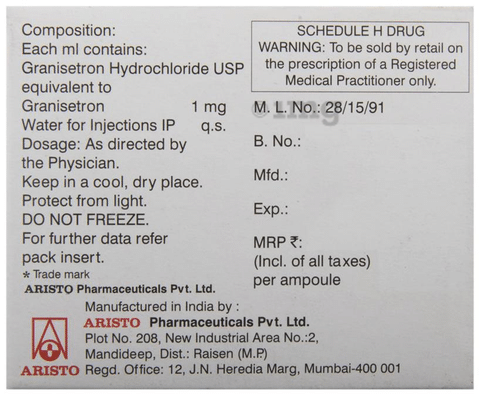 Composition:
Each ml contains:
Granisetron Hydrochloride USP
equivalent to
Granisetron 1 mg
Water for Injections IP q.s.
Dosage: As directed by
the Physician.
Keep in a cool, dry place.
Protect from light.
DO NOT FREEZE.
For further data refer
pack insert.
* Trade mark
ARISTO Pharmaceuticals Pvt. Ltd.
SCHEDULE H DRUG
WARNING: To be sold by retail on
the prescription of a Registered
Medical Practitioner only.
M. L. No.: 28/15/91
1mg
B. No.:
Mfd.:
Exp.:
MRP ₹:
(Incl. of all taxes)
per ampoule
Manufactured in India by :
ARISTO Pharmaceuticals Pvt. Ltd.
Plot No. 208, New Industrial Area No.:2,
Mandideep, Dist.: Raisen (M.P.)
Regd. Office: 12, J.N. Heredia Marg, Mumbai-400 001
ARISTO